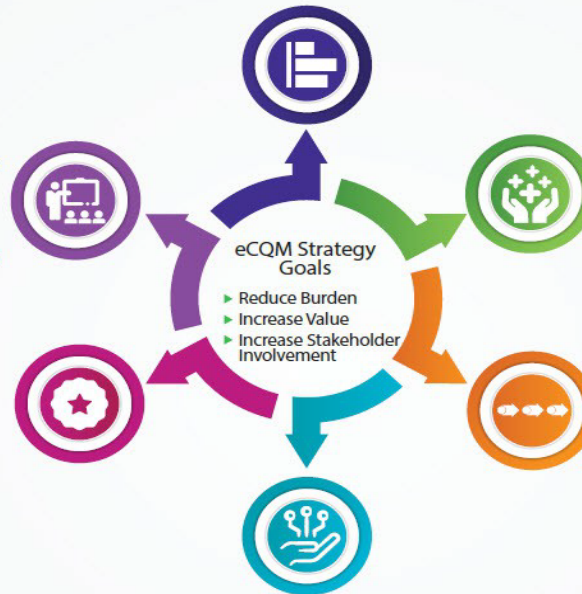 eCQM Strategy
Goals
Reduce Burden
Increase Value
Increase Stakeholder
Involvement